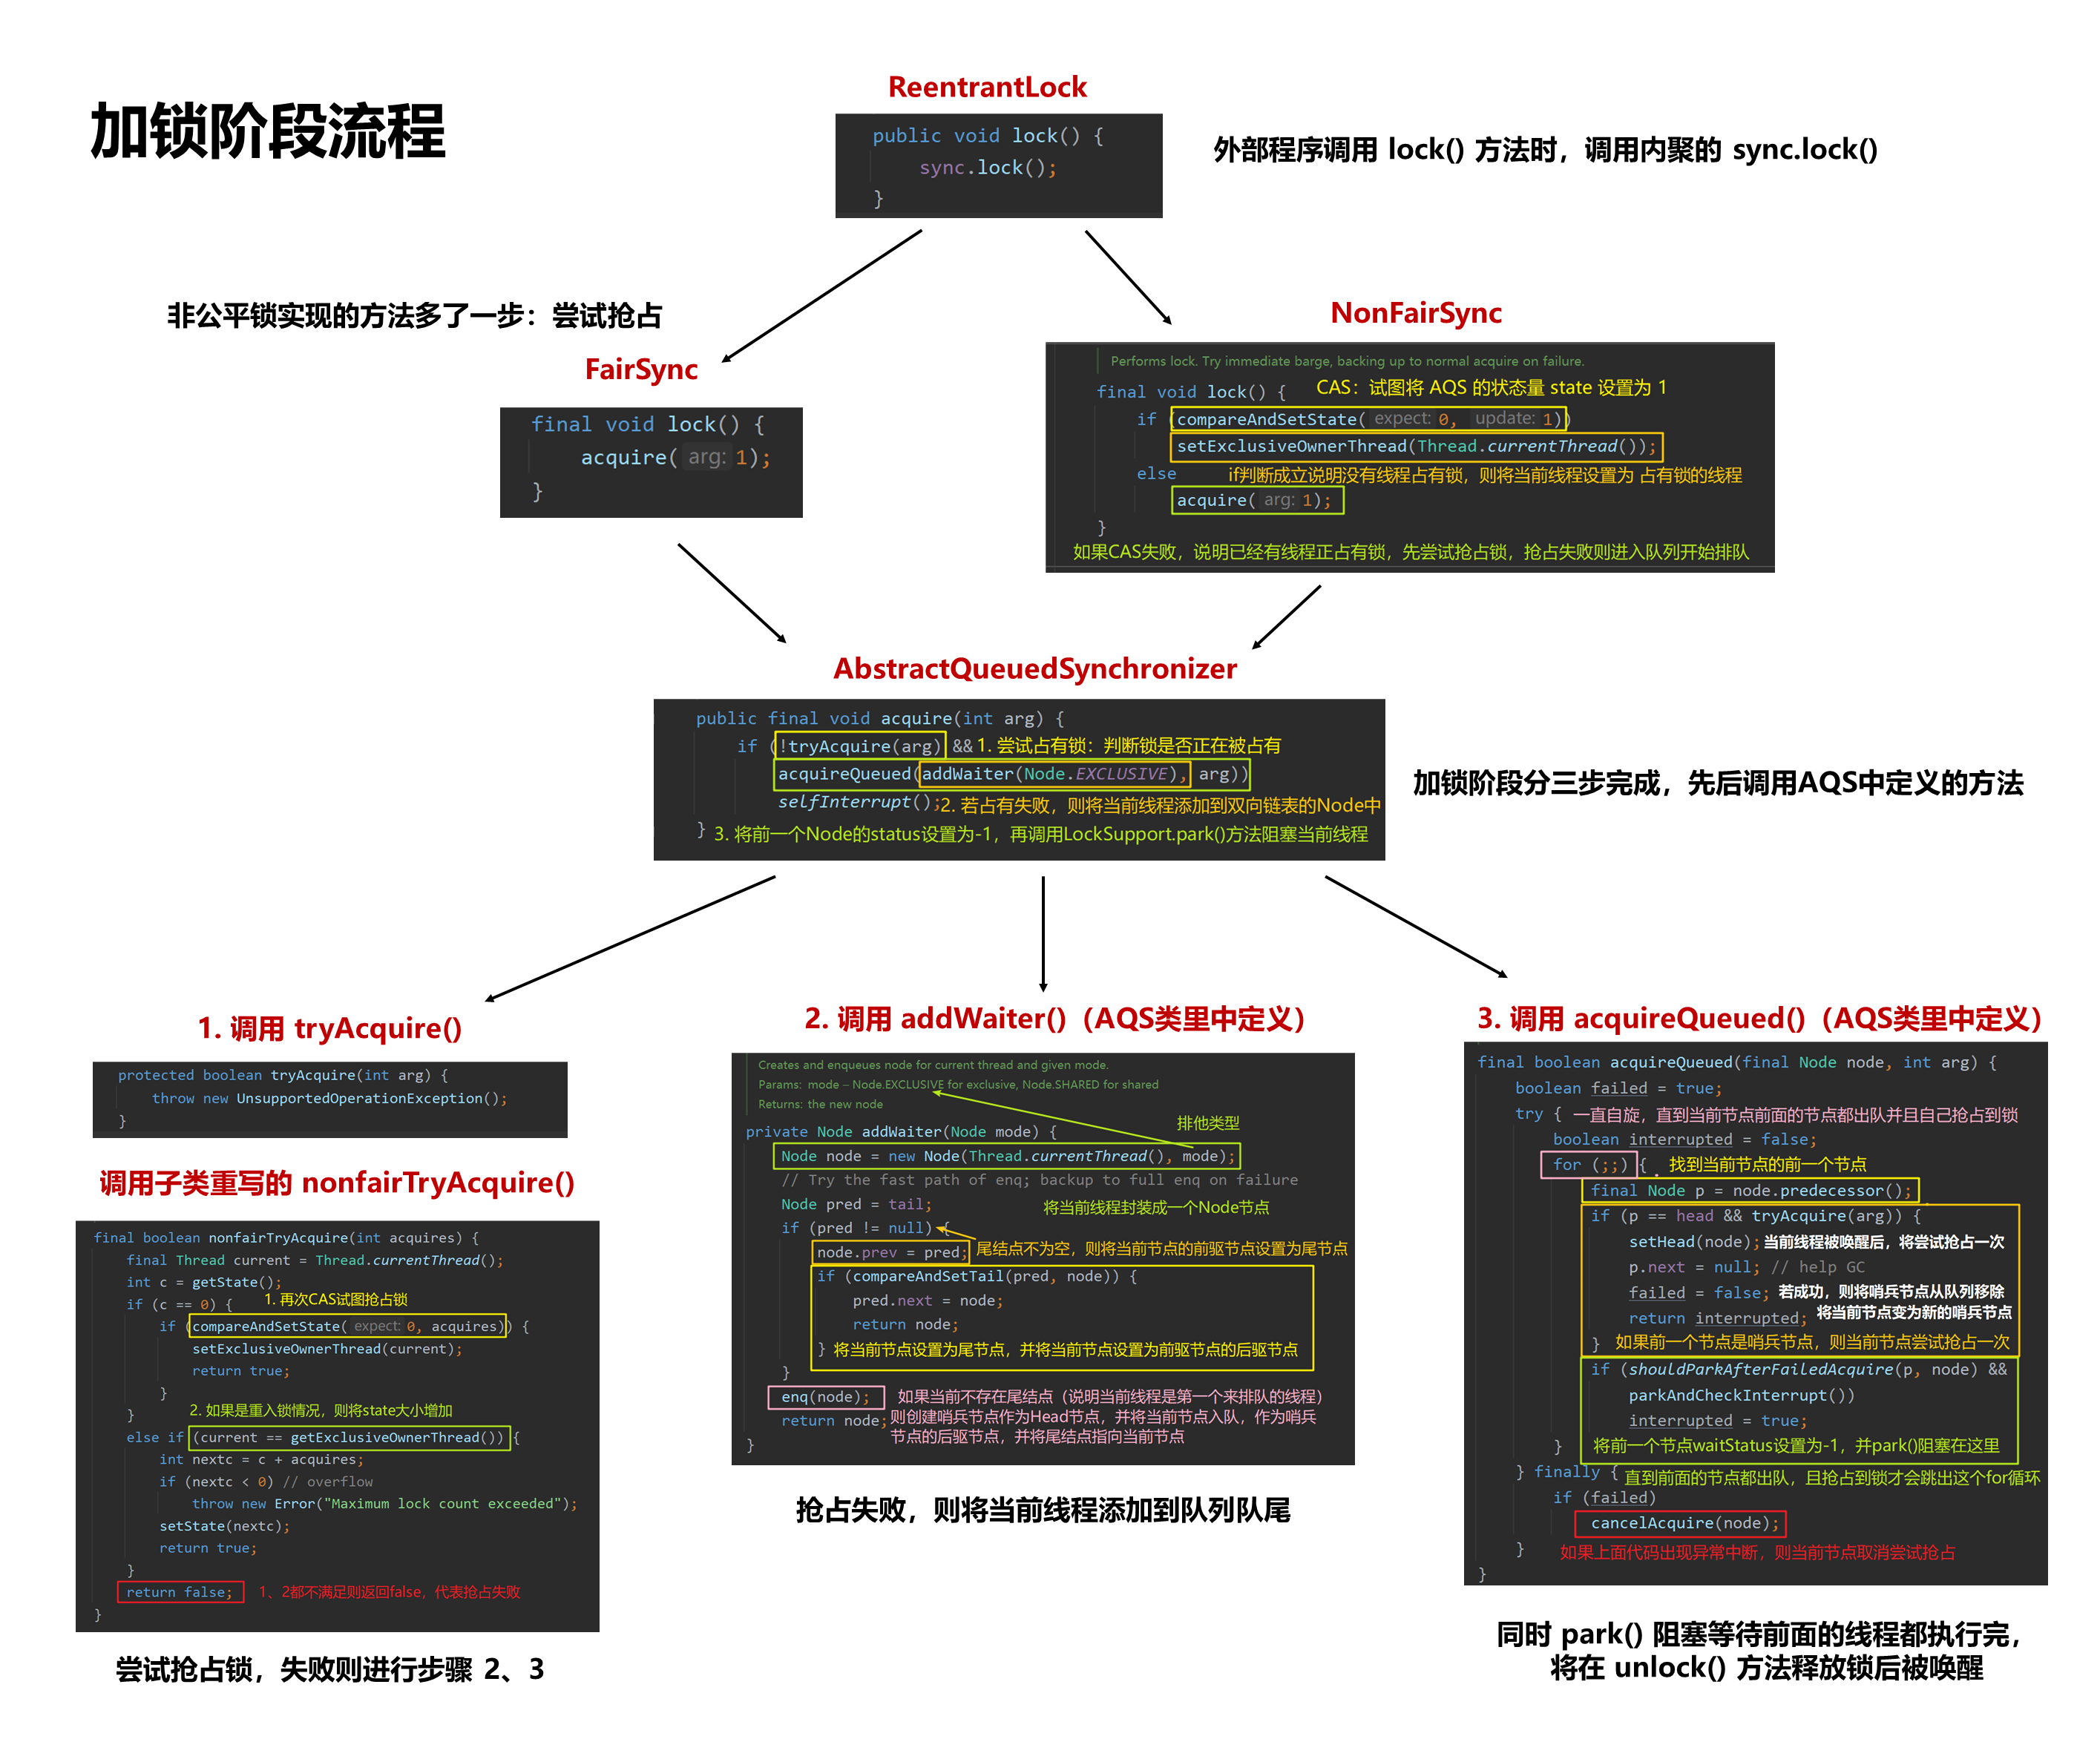 加锁阶段流程
ReentrantLock
public void lock() {
sync.lock();
}
外部程序调用 lock() 方法时，调用内聚的 sync.lock()
非公平锁实现的方法多了一步：尝试抢占
FairSync
final void lock() {
acquire( arg: 1);
}
NonFairSync
Performs lock. Try immediate barge, backing up to normal acquire on failure.
final void lock() {
CAS：试图将 AQS 的状态量 state 设置为 1
if (compareAndSetState( expect: 0, update: 1))
setExclusiveOwnerThread(Thread.currentThread());
else
if判断成立说明没有线程占有锁，则将当前线程设置为 占有锁的线程
acquire( arg: 1);
}
如果CAS失败，说明已经有线程正占有锁，先尝试抢占锁，抢占失败则进入队列开始排队
AbstractQueuedSynchronizer
public final void acquire(int arg) {
if (!tryAcquire(arg) && 1. 尝试占有锁：判断锁是否正在被占有
acquireQueued(addWaiter(Node.EXCLUSIVE), arg))
selfInterrupt(); 2. 若占有失败，则将当前线程添加到双向链表的Node中
} 3. 将前一个Node的status设置为-1，再调用LockSupport.park()方法阻塞当前线程
加锁阶段分三步完成，先后调用AQS中定义的方法
1. 调用 tryAcquire()
protected boolean tryAcquire(int arg) {
throw new UnsupportedOperationException();
}
调用子类重写的 nonfairTryAcquire()
final boolean nonfairTryAcquire(int acquires) {
final Thread current = Thread.currentThread();
int c = getState();
if (c == 0) {
1. 再次CAS试图抢占锁
if (compareAndSetState( expect: 0, acquires)) {
setExclusiveOwnerThread(current);
return true;
}
}
2. 如果是重入锁情况，则将state大小增加
else if (current == getExclusiveOwnerThread()) {
int nextc = c + acquires;
if (nextc < 0) // overflow
throw new Error("Maximum lock count exceeded");
setState(nextc);
return true;
}
return false; 1、2都不满足则返回false，代表抢占失败
}
尝试抢占锁，失败则进行步骤 2、3
2. 调用 addWaiter()（AQS类里中定义）
Creates and enqueues node for current thread and given mode.
Params: mode – Node.EXCLUSIVE for exclusive, Node.SHARED for shared
Returns: the new node
排他类型
private Node addWaiter(Node mode) {
Node node = new Node(Thread.currentThread(), mode);
// Try the fast path of enq; backup to full enq on failure
Node pred = tail;
将当前线程封装成一个Node节点
if (pred != null) {
node.prev = pred; 尾结点不为空，则将当前节点的前驱节点设置为尾节点
if (compareAndSetTail(pred, node)) {
pred.next = node;
return node;
} 将当前节点设置为尾节点，并将当前节点设置为前驱节点的后驱节点
}
enq(node); 如果当前不存在尾结点（说明当前线程是第一个来排队的线程）
return node; 则创建哨兵节点作为Head节点，并将当前节点入队，作为哨兵
节点的后驱节点，并将尾结点指向当前节点
}
抢占失败，则将当前线程添加到队列队尾
3. 调用 acquireQueued()（AQS类里中定义）
final boolean acquireQueued(final Node node, int arg) {
boolean failed = true;
try { 一直自旋，直到当前节点前面的节点都出队并且自己抢占到锁
boolean interrupted = false;
for (;;) { 找到当前节点的前一个节点
final Node p = node.predecessor();
if (p == head && tryAcquire(arg)) {
setHead(node); 当前线程被唤醒后，将尝试抢占一次
p.next = null; // help GC
failed = false; 若成功，则将哨兵节点从队列移除
return interrupted; 将当前节点变为新的哨兵节点
} 如果前一个节点是哨兵节点，则当前节点尝试抢占一次
if (shouldParkAfterFailedAcquire(p, node) &&
parkAndCheckInterrupt())
interrupted = true;
} 将前一个节点waitStatus设置为-1，并park()阻塞在这里
} finally { 直到前面的节点都出队，且抢占到锁才会跳出这个for循环
if (failed)
cancelAcquire(node);
} 如果上面代码出现异常中断，则当前节点取消尝试抢占
}
同时 park() 阻塞等待前面的线程都执行完，
将在 unlock() 方法释放锁后被唤醒